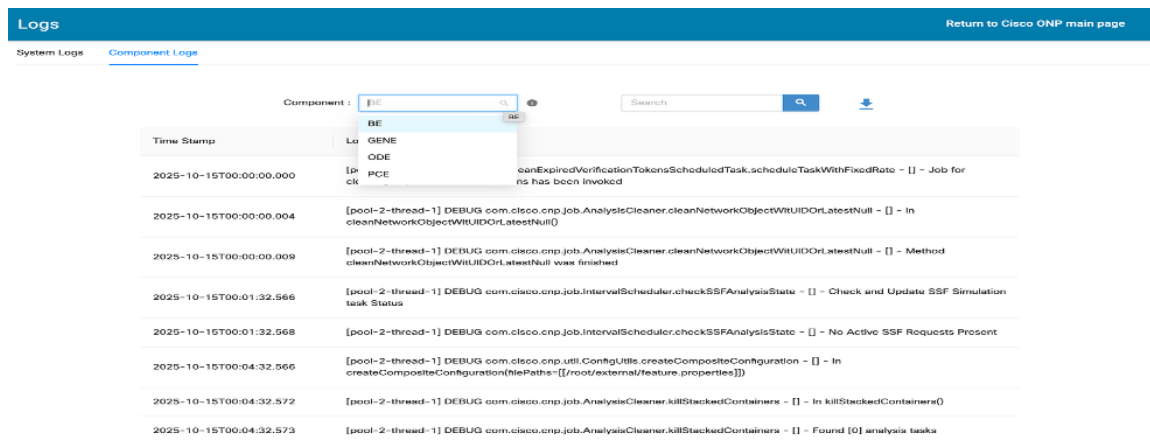 Logs
Return to Cisco ONP main page
System Logs
Component Logs
Component :
BE
Search
BE
BE
GENE
ODE
PCE
Time Stamp
Lo
2025-10-15T00:00:00.000
eanExpiredVerificationTokensScheduledTask.scheduleTaskWithFixedRate - [] - Job for
ns has been invoked
2025-10-15T00:00:00.004
[pool-2-thread-1] DEBUG com.cisco.cnp.job.AnalysisCleaner.cleanNetworkObjectWitUIDOrLatestNull - [] - In
cleanNetworkObjectWitUIDOrLatestNull()
2025-10-15T00:00:00.009
[pool-2-thread-1] DEBUG com.cisco.cnp.job.AnalysisCleaner.cleanNetworkObjectWitUIDOrLatestNull - [] - Method
cleanNetworkObjectWitUIDOrLatestNull was finished
2025-10-15T00:01:32.566
[pool-2-thread-1] DEBUG com.cisco.cnp.job.IntervalScheduler.checkSSFAnalysisState - [] - Check and Update SSF Simulation
task Status
2025-10-15T00:01:32.568
[pool-2-thread-1] DEBUG com.cisco.cnp.job.IntervalScheduler.checkSSFAnalysisState - [] - No Active SSF Requests Present
2025-10-15T00:04:32.566
[pool-2-thread-1] DEBUG com.cisco.cnp.util.ConfigUtils.createCompositeConfiguration - [] - In
createCompositeConfiguration(filePaths=[[/root/external/feature.properties]])
2025-10-15T00:04:32.572
[pool-2-thread-1] DEBUG com.cisco.cnp.job.AnalysisCleaner.killStackedContainers - [] - In killStackedContainers()
2025-10-15T00:04:32.573
[pool-2-thread-1] DEBUG com.cisco.cnp.job.AnalysisCleaner.killStackedContainers - [] - Found [0] analysis tasks